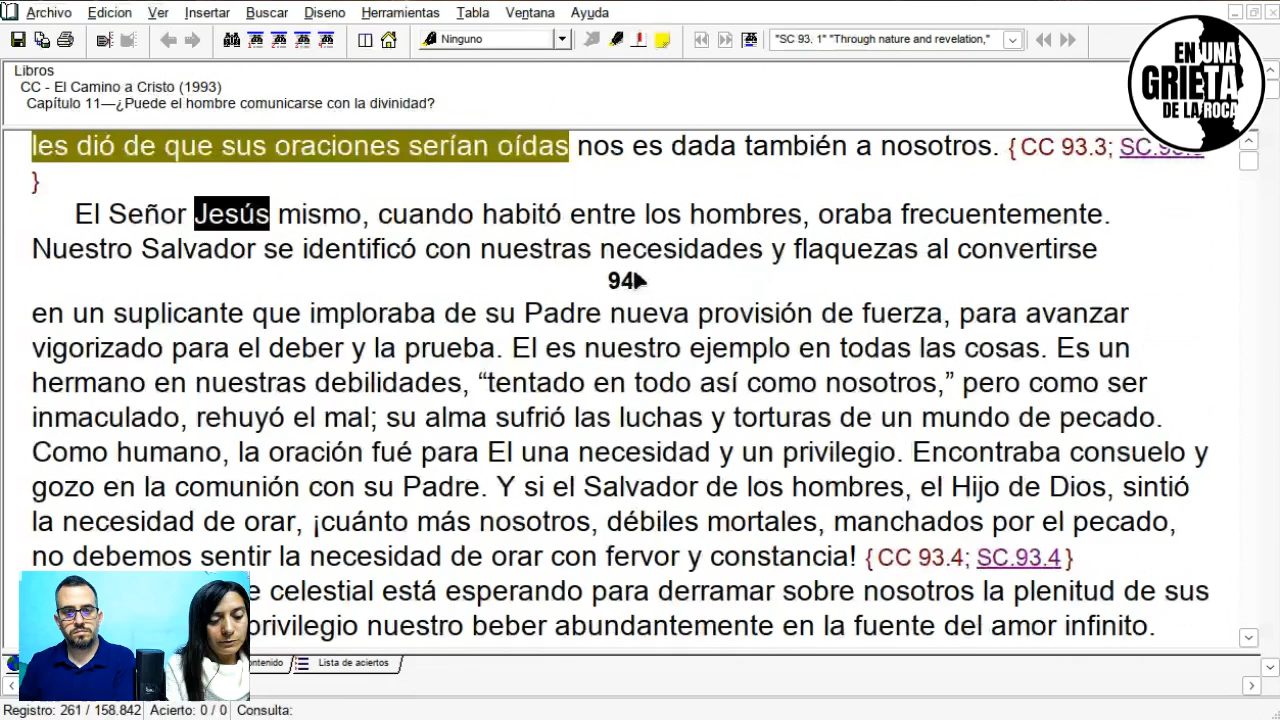 Archivo Edicion Ver Insertar Buscar Diseño Herramientas Tabla Ventana Ayuda
Ninguno "SC 93. 1" "Through nature and revelation,"
EN UNA
GRIETA
DE LA ROCA
Libros
CC - El Camino a Cristo (1993)
Capítulo 11—¿Puede el hombre comunicarse con la divinidad?
les dió de que sus oraciones serían oídas nos es dada también a nosotros. { CC 93.3;
}
El Señor Jesús mismo, cuando habitó entre los hombres, oraba frecuentemente.
Nuestro Salvador se identificó con nuestras necesidades y flaquezas al convertirse
94
en un suplicante que imploraba de su Padre nueva provisión de fuerza, para avanzar
vigorizado para el deber y la prueba. El es nuestro ejemplo en todas las cosas. Es un
hermano en nuestras debilidades, “tentado en todo así como nosotros,” pero como ser
inmaculado, rehuyó el mal; su alma sufrió las luchas y torturas de un mundo de pecado.
Como humano, la oración fué para El una necesidad y un privilegio. Encontraba consuelo y
gozo en la comunión con su Padre. Y si el Salvador de los hombres, el Hijo de Dios, sintió
la necesidad de orar, ¡cuánto más nosotros, débiles mortales, manchados por el pecado,
no debemos sentir la necesidad de orar con fervor y constancia! { CC 93.4; SC.93.4 }
celestial está esperando para derramar sobre nosotros la plenitud de sus
privilegio nuestro beber abundantemente en la fuente del amor infinito.
Lista de aciertos
Registro: 261 / 158.842 Acierto: 0 / 0 Consulta: